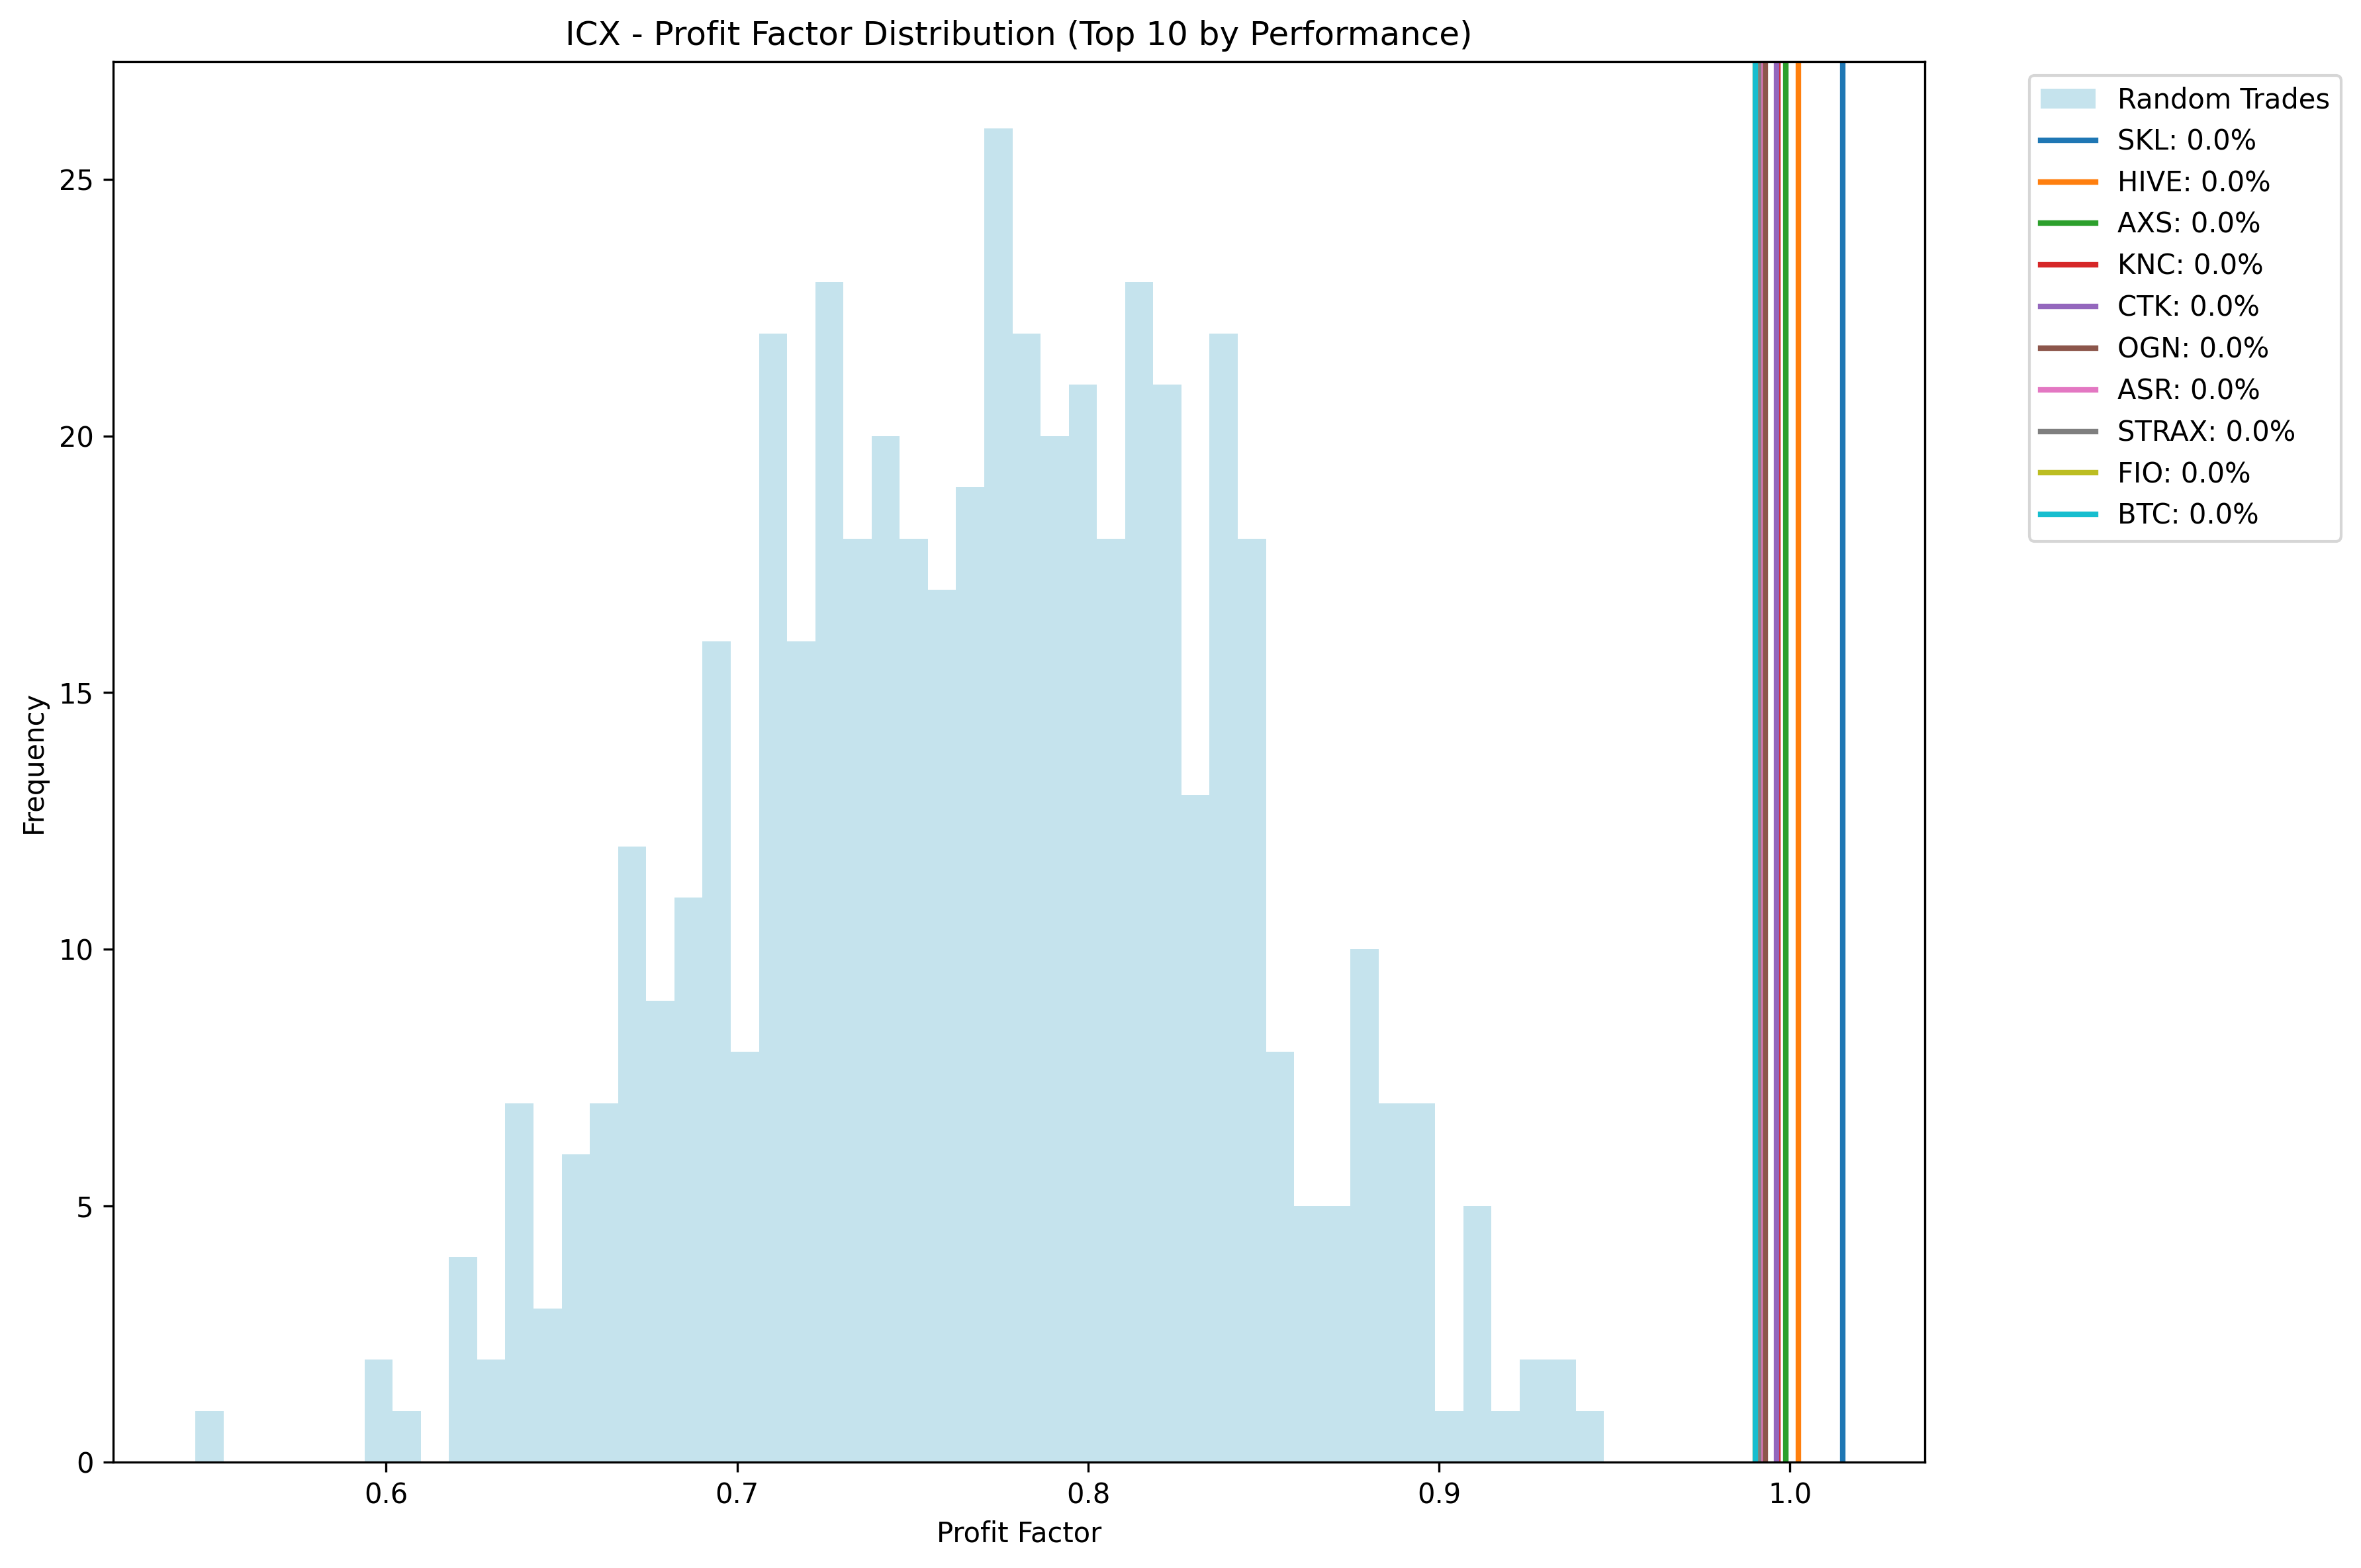 ICX - Profit Factor Distribution (Top 10 by Performance)
Frequency
25
20
15
10
5
0
0.6
0.7
0.8
0.9
1.0
Profit Factor
Random Trades
SKL: 0.0%
HIVE: 0.0%
AXS: 0.0%
KNC: 0.0%
CTK: 0.0%
OGN: 0.0%
ASR: 0.0%
STRAX: 0.0%
FIO: 0.0%
BTC: 0.0%